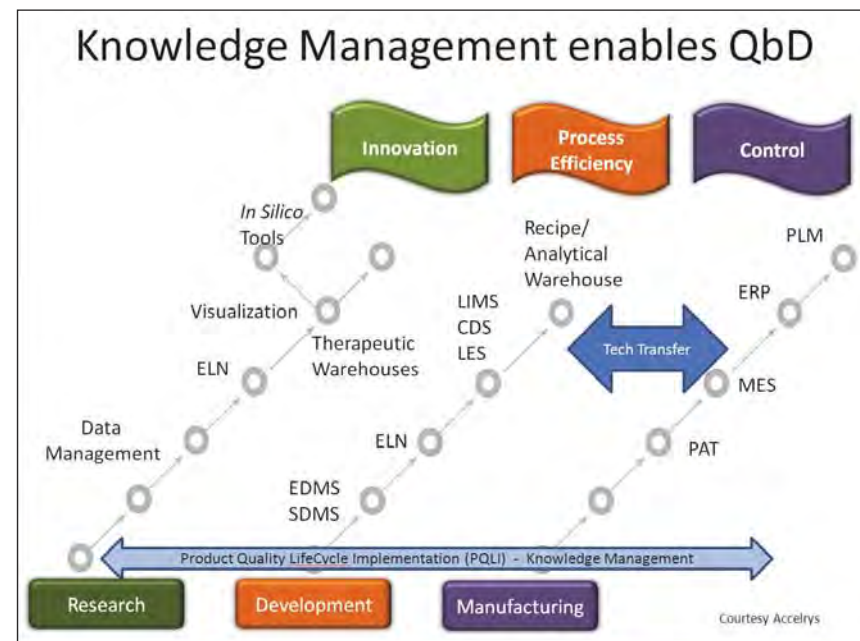 Knowledge Management enables QbD
Innovation
Process
Efficiency
Control
In Silico
Tools
Recipe/
Analytical
Warehouse
PLM
Visualization
LIMS
CDS
LES
ERP
Therapeutic
Warehouses
Tech Transfer
ELN
MES
Data
Management
ELN
PAT
EDMS
SDMS
Product Quality LifeCycle Implementation (PQLI) - Knowledge Management
Research
Development
Manufacturing
Courtesy Accelrys